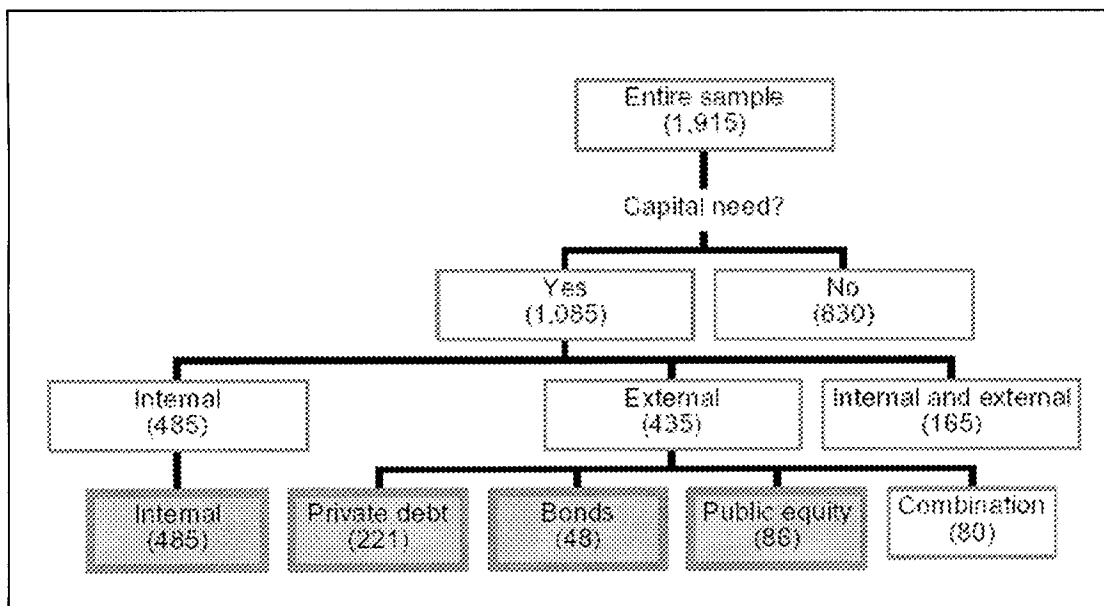 Entire sample
(1,915)
Capital need?
Yes
(1,085)
No
(830)
Internal
(485)
External
(435)
Internal and external
(165)
Internal
(485)
Private debt
(221)
Bonds
(48)
Public equity
(86)
Combination
(80)